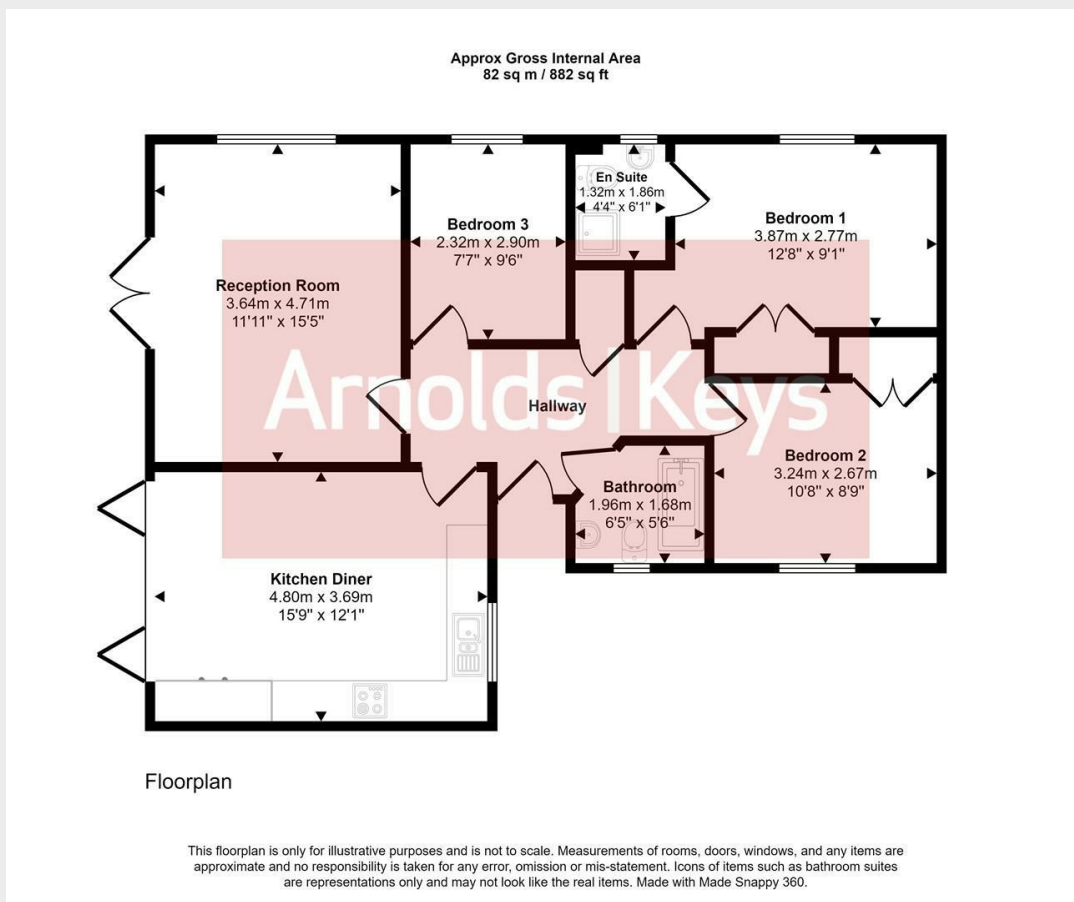 Approx Gross Internal Area
82 sq m / 882 sq ft
En Suite
1.32m x 1.86m
4'4" x 6'1"
Bedroom 3
2.32m x 2.90m
7'7" x 9'6"
Bedroom 1
3.87m x 2.77m
12'8" x 9'1"
Reception Room
3.64m x 4.71m
11'11" x 15'5"
Arnolds|Keys
Hallway
Bedroom 2
3.24m x 2.67m
10'8" x 8'9"
Bathroom
1.96m x 1.68m
6'5" x 5'6"
Kitchen Diner
4.80m x 3.69m
15'9" x 12'1"
Floorplan
This floorplan is only for illustrative purposes and is not to scale. Measurements of rooms, doors, windows, and any items are
approximate and no responsibility is taken for any error, omission or mis-statement. Icons of items such as bathroom suites
are representations only and may not look like the real items. Made with Made Snappy 360.